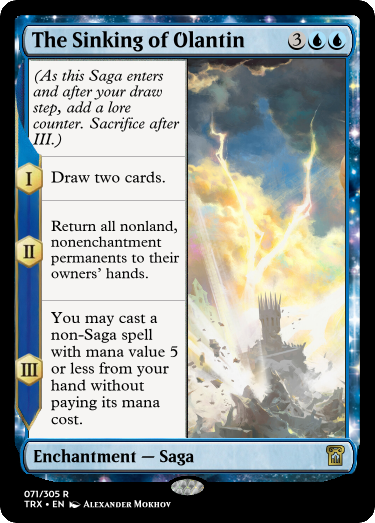 The Sinking of Olantin 3
(As this Saga enters
and after your draw
step, add a lore
counter. Sacrifice after
III.)
I
Draw two cards.
II
Return all nonland,
nonenchantment
permanents to their
owners' hands.
III
You may cast a
non-Saga spell
with mana value 5
or less from your
hand without
paying its mana
cost.
Enchantment — Saga
071/305 R
TRX • EN Alexander Mokhov